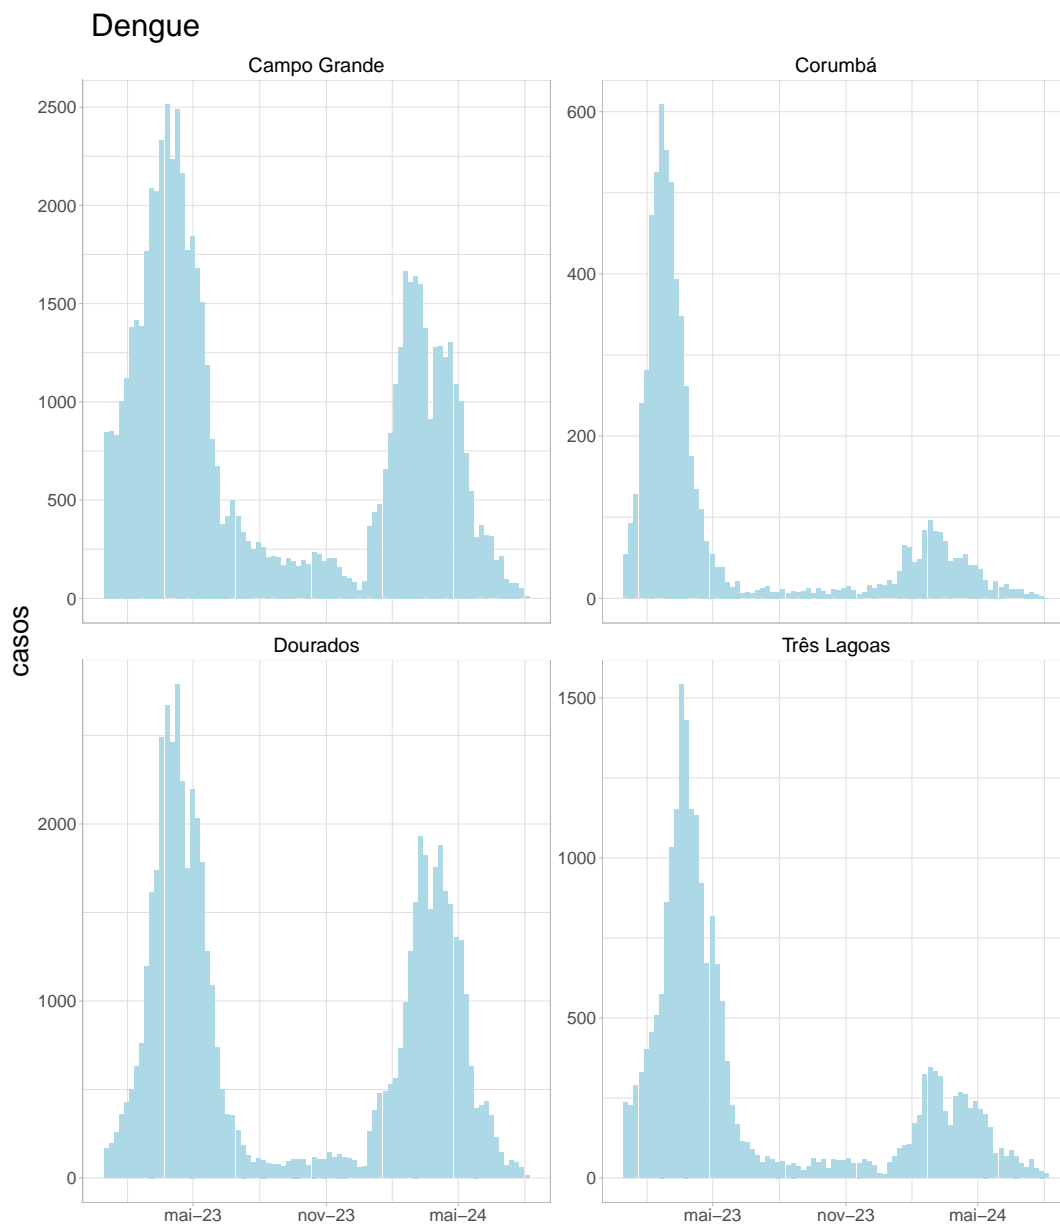 Dengue
Campo Grande
Corumbá
2500
2000
1500
1000
500
0
600
400
200
0
casos
Dourados
Três Lagoas
2000
1000
0
1500
1000
500
0
mai–23
nov–23
mai–24
mai–23
nov–23
mai–24